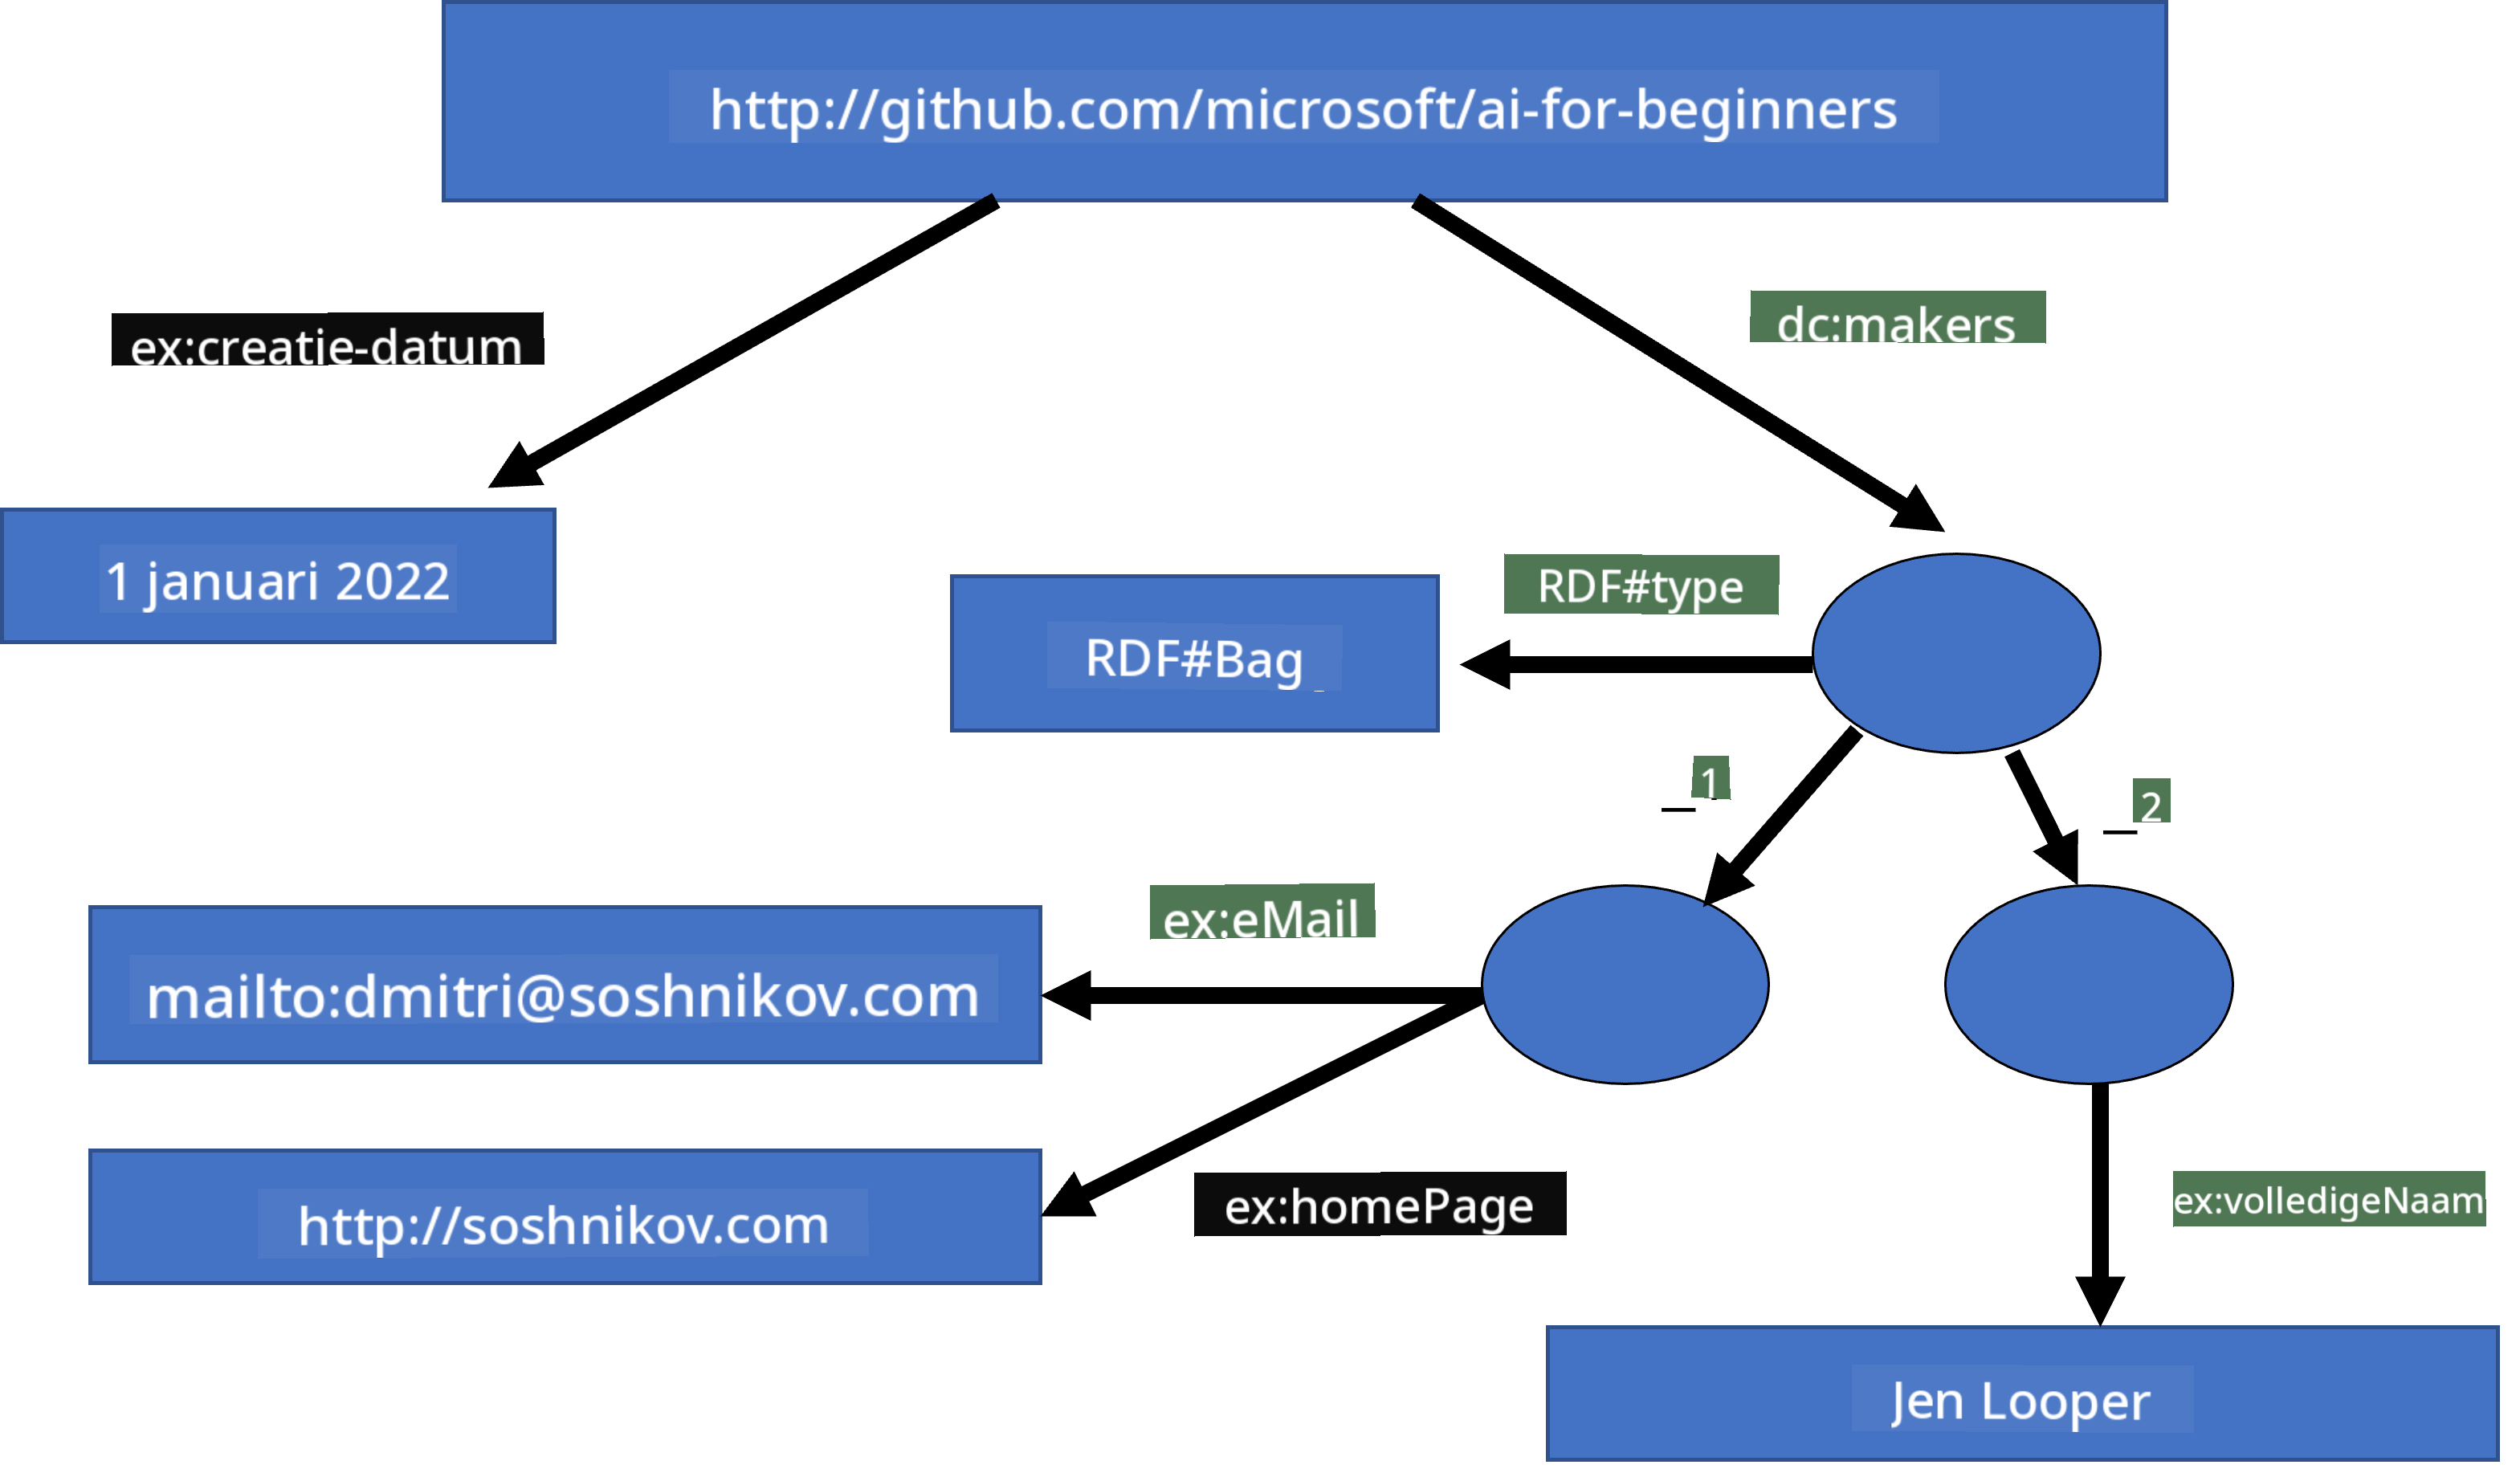 http://github.com/microsoft/ai-for-beginners
ex:creatie-datum
dc:makers
1 januari 2022
RDF#type
RDF#Bag
_1
_2
ex:eMail
mailto:dmitri@soshnikov.com
ex:homePage
http://soshnikov.com
ex:volledigeNaam
Jen Looper